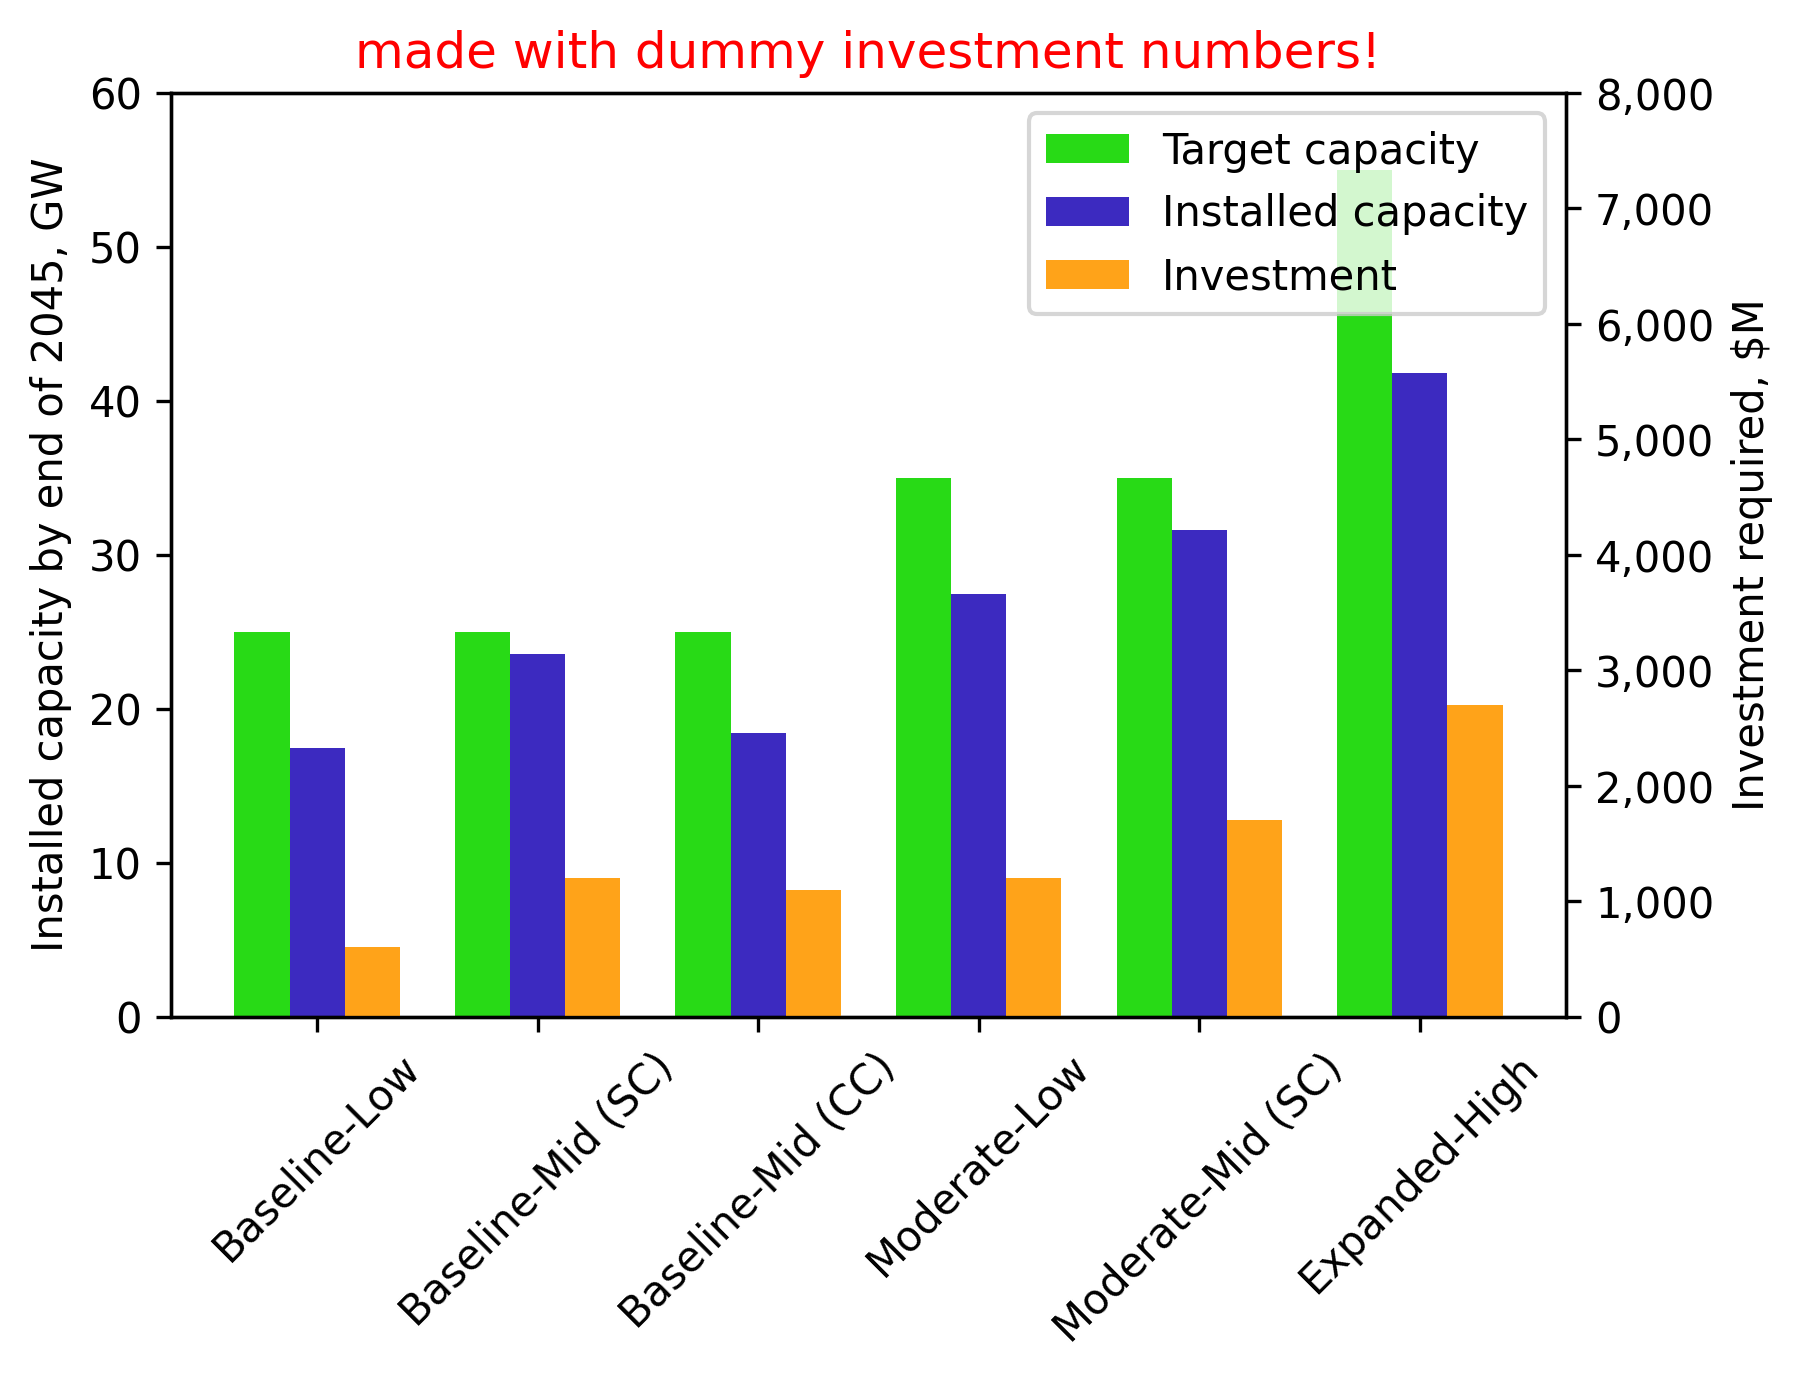 made with dummy investment numbers!
Installed capacity by end of 2045, GW
60
50
40
30
20
10
0
Target capacity
Installed capacity
Investment
8,000
7,000
6,000
5,000
4,000
3,000
2,000
1,000
0
Investment required, $M
Baseline-Low
Baseline-Mid (SC)
Baseline-Mid (CC)
Moderate-Low
Moderate-Mid (SC)
Expanded-High